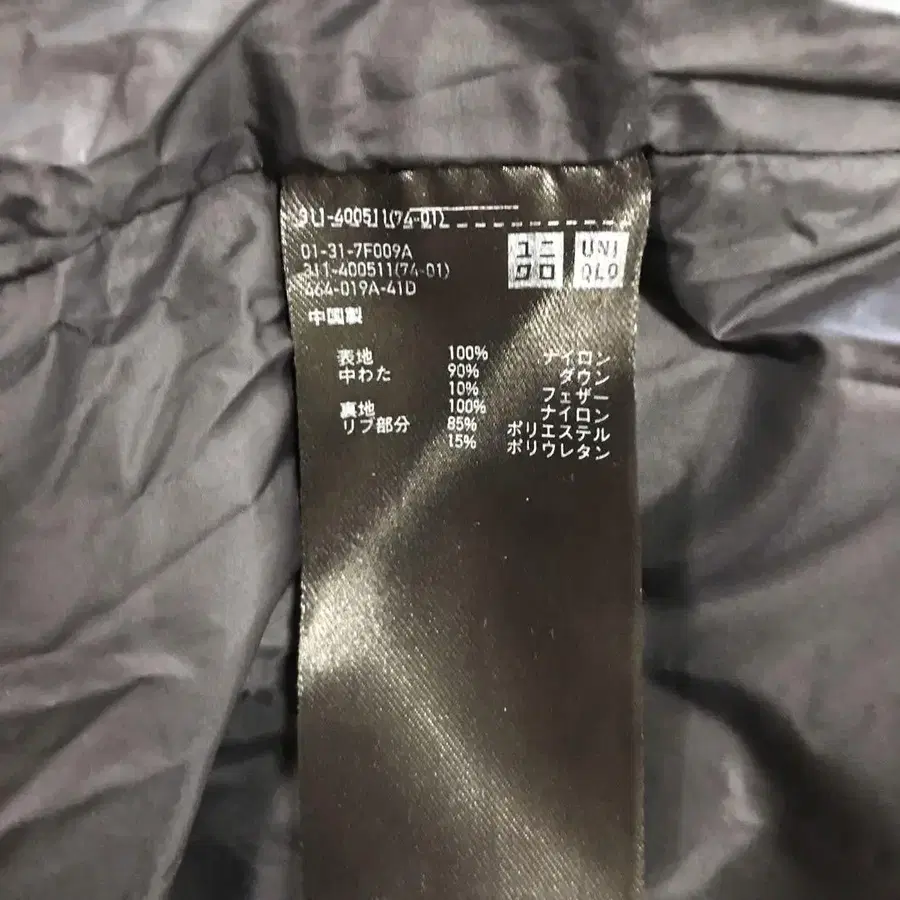 311-400511(74-01)
ユニ
クロ
UNI
QLO
01-31-7F009A
311-400511(74-01)
464-019A-41D
中国製
表地 100% ナイロン
中わた 90% ダウン
10% フェザー
裏地 100% ナイロン
リブ部分 85% ポリエステル
15% ポリウレタン